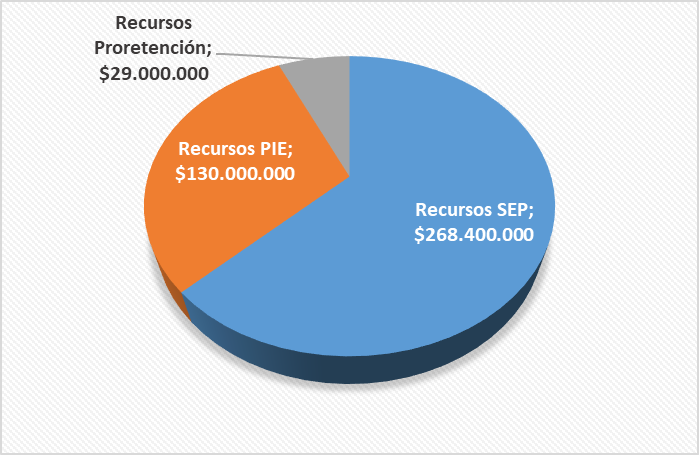 Recursos
Proretención;
$29.000.000
Recursos PIE;
$130.000.000
Recursos SEP;
$268.400.000